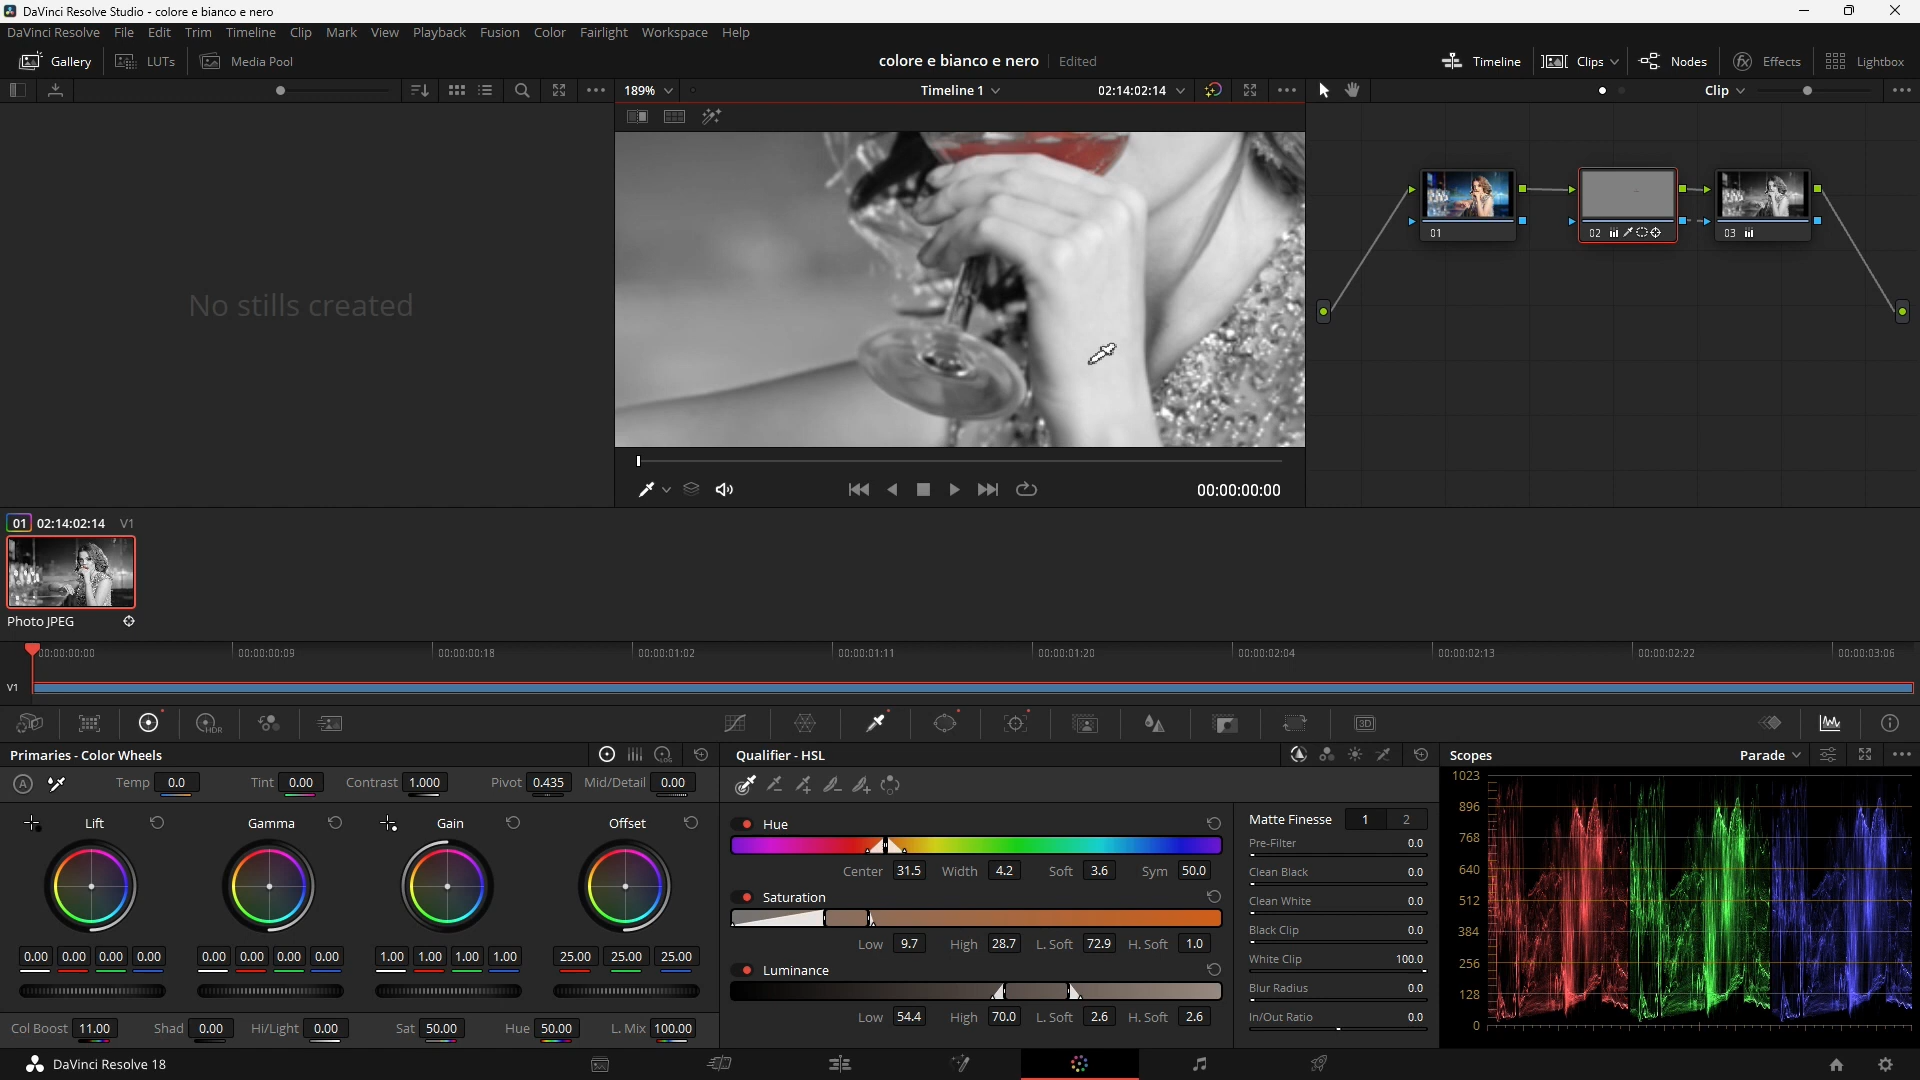 DaVinci Resolve Studio - colore e bianco e nero
DaVinci Resolve File Edit Trim Timeline Clip Mark View Playback Fusion Color Fairlight Workspace Help
Gallery LUTs Media Pool colore e bianco e nero Edited Timeline Clips Nodes Effects Lightbox
189% Timeline 1 02:14:02:14 Clip
No stills created
01 02 03
00:00:00:00
01 02:14:02:14 V1
Photo JPEG
00:00:00:00 00:00:00:09 00:00:00:18 00:00:01:02 00:00:01:11 00:00:01:20 00:00:02:04 00:00:02:13 00:00:02:22 00:00:03:06
V1
HDR 3D
Primaries - Color Wheels LOG
A Temp 0.0 Tint 0.00 Contrast 1.000 Pivot 0.435 Mid/Detail 0.00
Lift Gamma Gain Offset
0.00 0.00 0.00 0.00 0.00 0.00 0.00 0.00 1.00 1.00 1.00 1.00 25.00 25.00 25.00
Col Boost 11.00 Shad 0.00 Hi/Light 0.00 Sat 50.00 Hue 50.00 L. Mix 100.00
Qualifier - HSL
Hue
Center 31.5 Width 4.2 Soft 3.6 Sym 50.0
Saturation
Low 9.7 High 28.7 L. Soft 72.9 H. Soft 1.0
Luminance
Low 54.4 High 70.0 L. Soft 2.6 H. Soft 2.6
Matte Finesse 1 2
Pre-Filter 0.0
Clean Black 0.0
Clean White 0.0
Black Clip 0.0
White Clip 100.0
Blur Radius 0.0
In/Out Ratio 0.0
Scopes Parade
1023
896
768
640
512
384
256
128
0
DaVinci Resolve 18